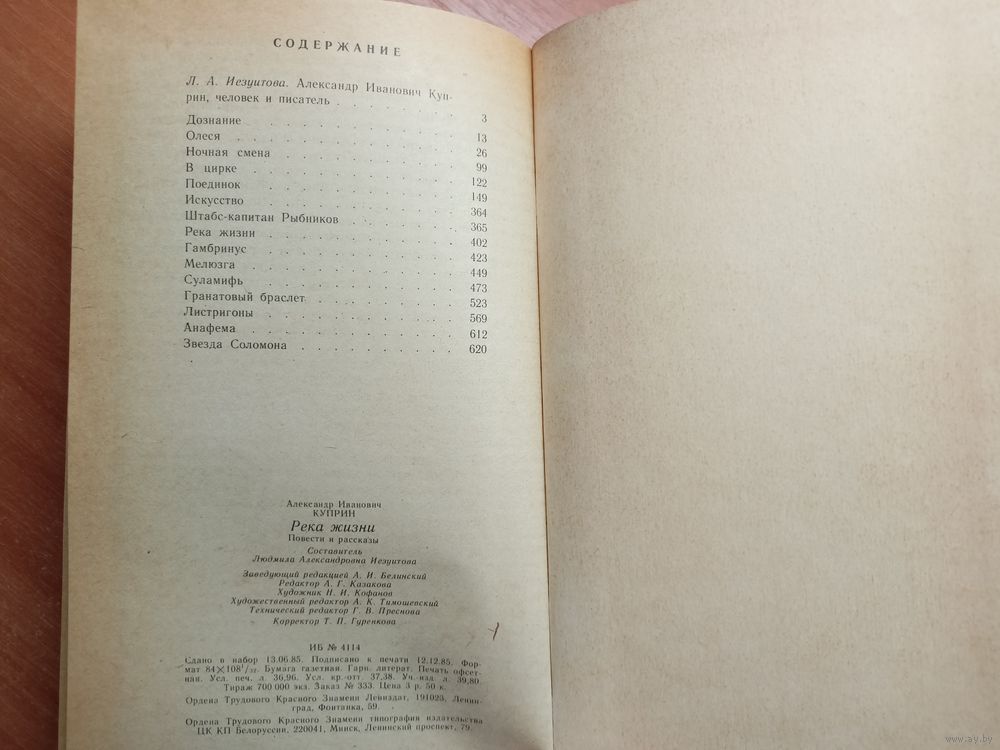 СОДЕРЖАНИЕ
Л. А. Иезуитова. Александр Иванович Куп-
рин, человек и писатель . . . . . . 3
Дознание . . . . . . . . . . 13
Олеся . . . . . . . . . . 26
Ночная смена . . . . . . . . . 99
В цирке . . . . . . . . . . 122
Поединок . . . . . . . . . . 149
Искусство . . . . . . . . . . 364
Штабс-капитан Рыбников . . . . . . 365
Река жизни . . . . . . . . . . 402
Гамбринус . . . . . . . . . . 423
Мелюзга . . . . . . . . . . 449
Суламифь . . . . . . . . . . 473
Гранатовый браслет . . . . . . . 523
Листригоны . . . . . . . . . . 569
Анафема . . . . . . . . . . 612
Звезда Соломона . . . . . . . . 620
Александр Иванович
КУПРИН
Река жизни
Повести и рассказы
Составитель
Людмила Александровна Иезуитова
Заведующий редакцией А. И. Белинский
Редактор А. Г. Казакова
Художник Н. И. Кофанов
Художественный редактор А. К. Тимошевский
Технический редактор Г. В. Преснова
Корректор Т. П. Гуренкова
ИБ № 4114
Сдано в набор 13.06.85. Подписано к печати 12.12.85. Фор-
мат 84×108¹/₃₂. Бумага газетная. Гарн. литерат. Печать офсет-
ная. Усл. печ. л. 36,96. Усл. кр.-отт. 37,38. Уч.-изд. л. 39,80.
Тираж 700 000 экз. Заказ № 333. Цена 3 р. 50 к.
Ордена Трудового Красного Знамени Лениздат, 191023, Ленин-
град, Фонтанка, 59.
Ордена Трудового Красного Знамени типография издательства
ЦК КП Белоруссии. 220041, Минск, Ленинский проспект, 79.
www.ay.by